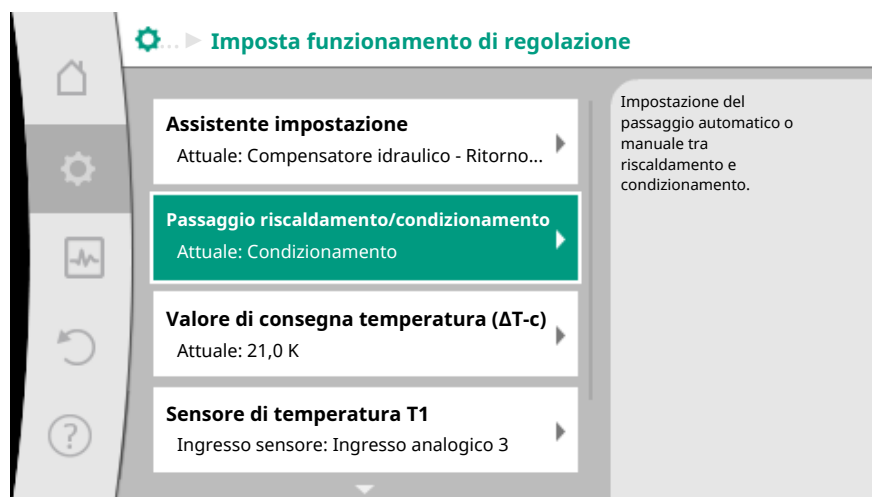 ... Imposta funzionamento di regolazione
Assistente impostazione
Attuale: Compensatore idraulico - Ritorno...
Passaggio riscaldamento/condizionamento
Attuale: Condizionamento
Valore di consegna temperatura (ΔT-c)
Attuale: 21,0 K
Sensore di temperatura T1
Ingresso sensore: Ingresso analogico 3
Impostazione del
passaggio automatico o
manuale tra
riscaldamento e
condizionamento.
?